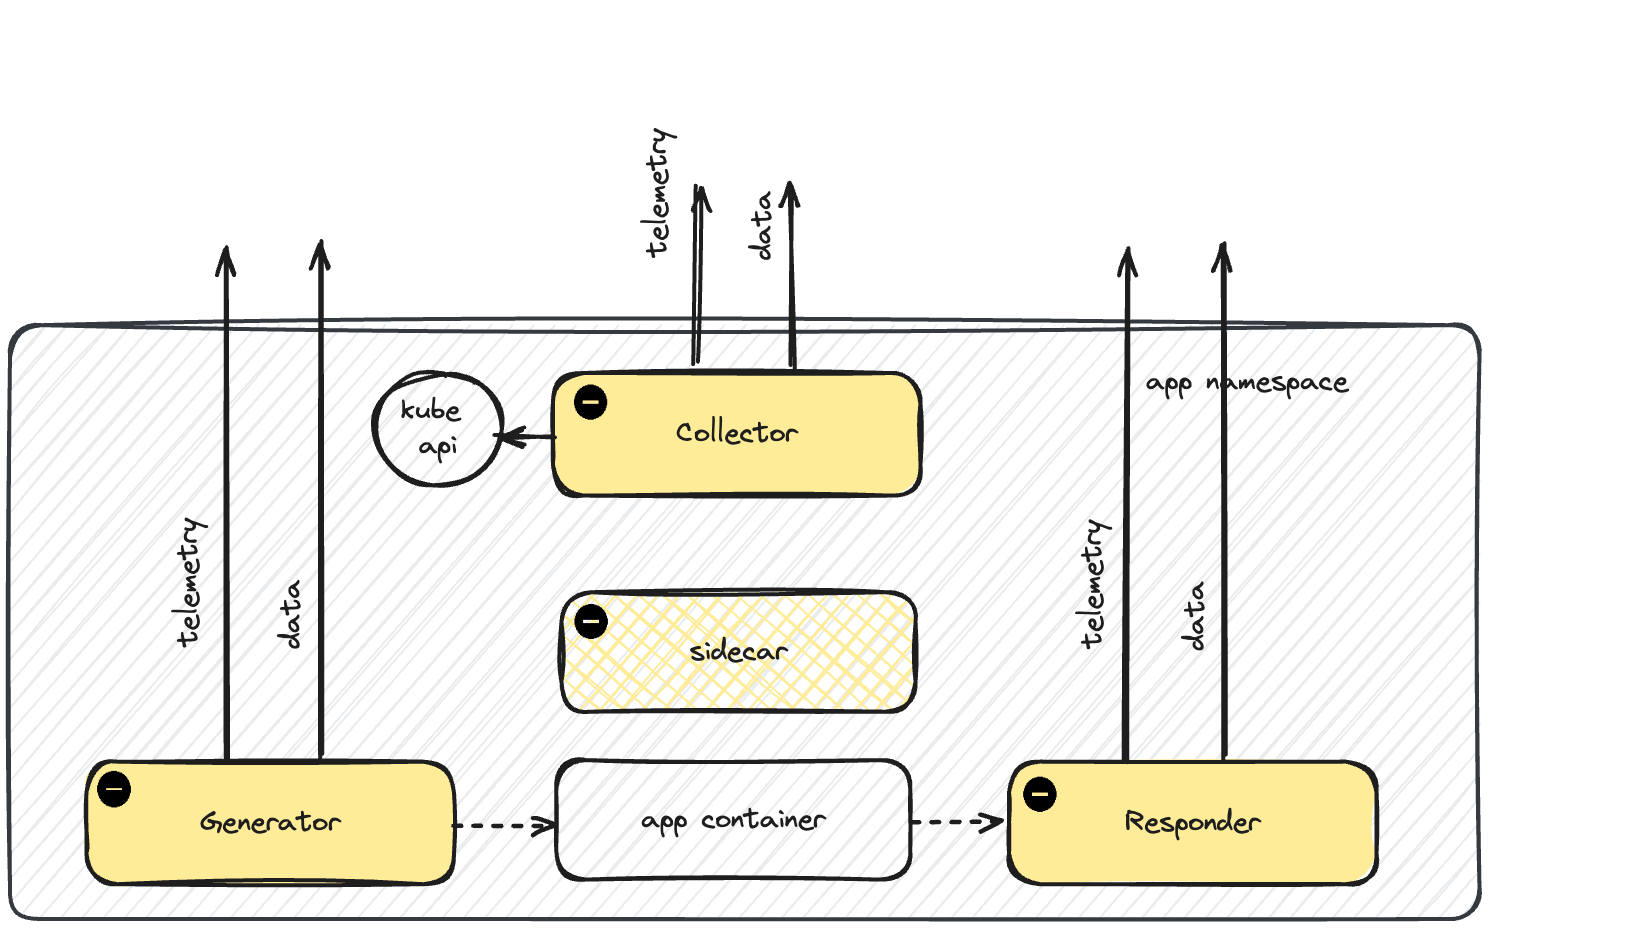 telemetry
data
app namespace
kube
api
Collector
telemetry
data
telemetry
data
sidecar
Generator
app container
Responder